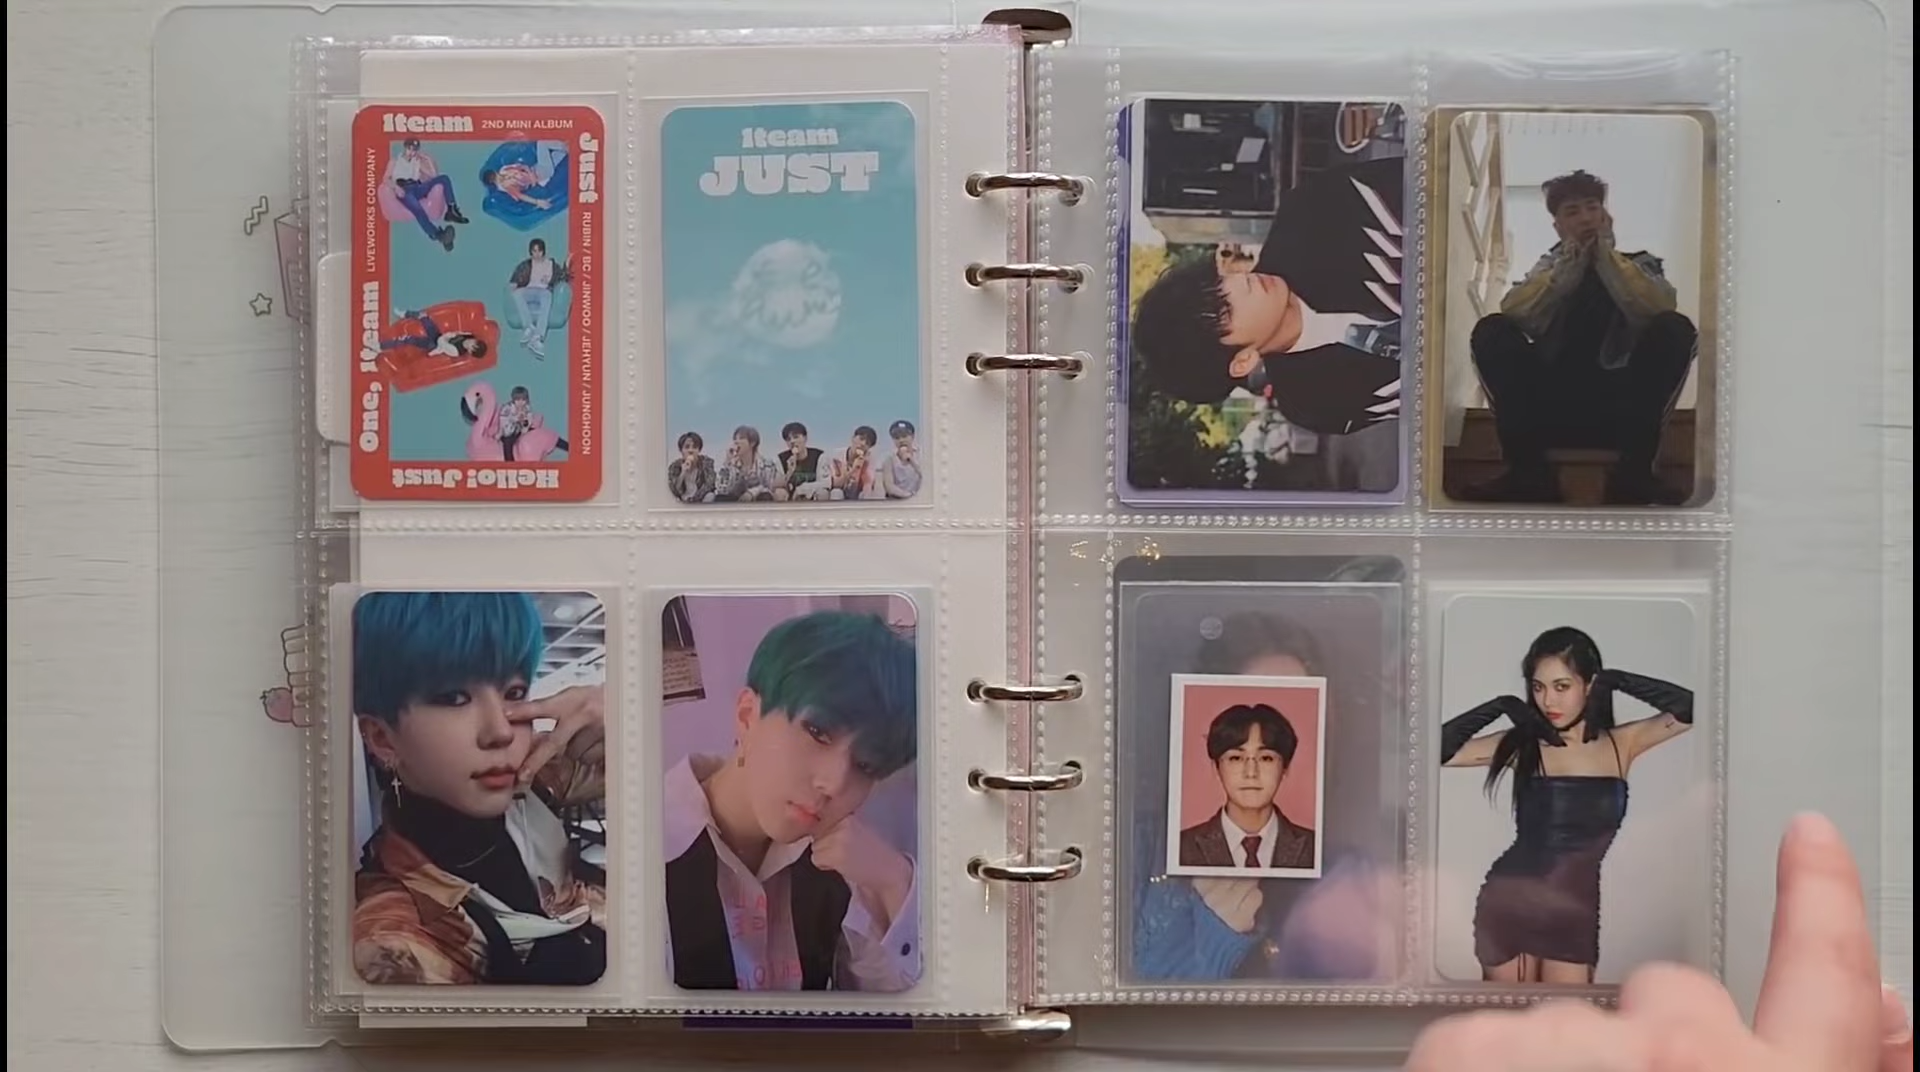 1team 2ND MINI ALBUM
Just
RUBIN / BC / JINWOO / JEHYUN / JUNGHOON
Hello! Just
One, 1team
LIVEWORKS COMPANY
1team
JUST